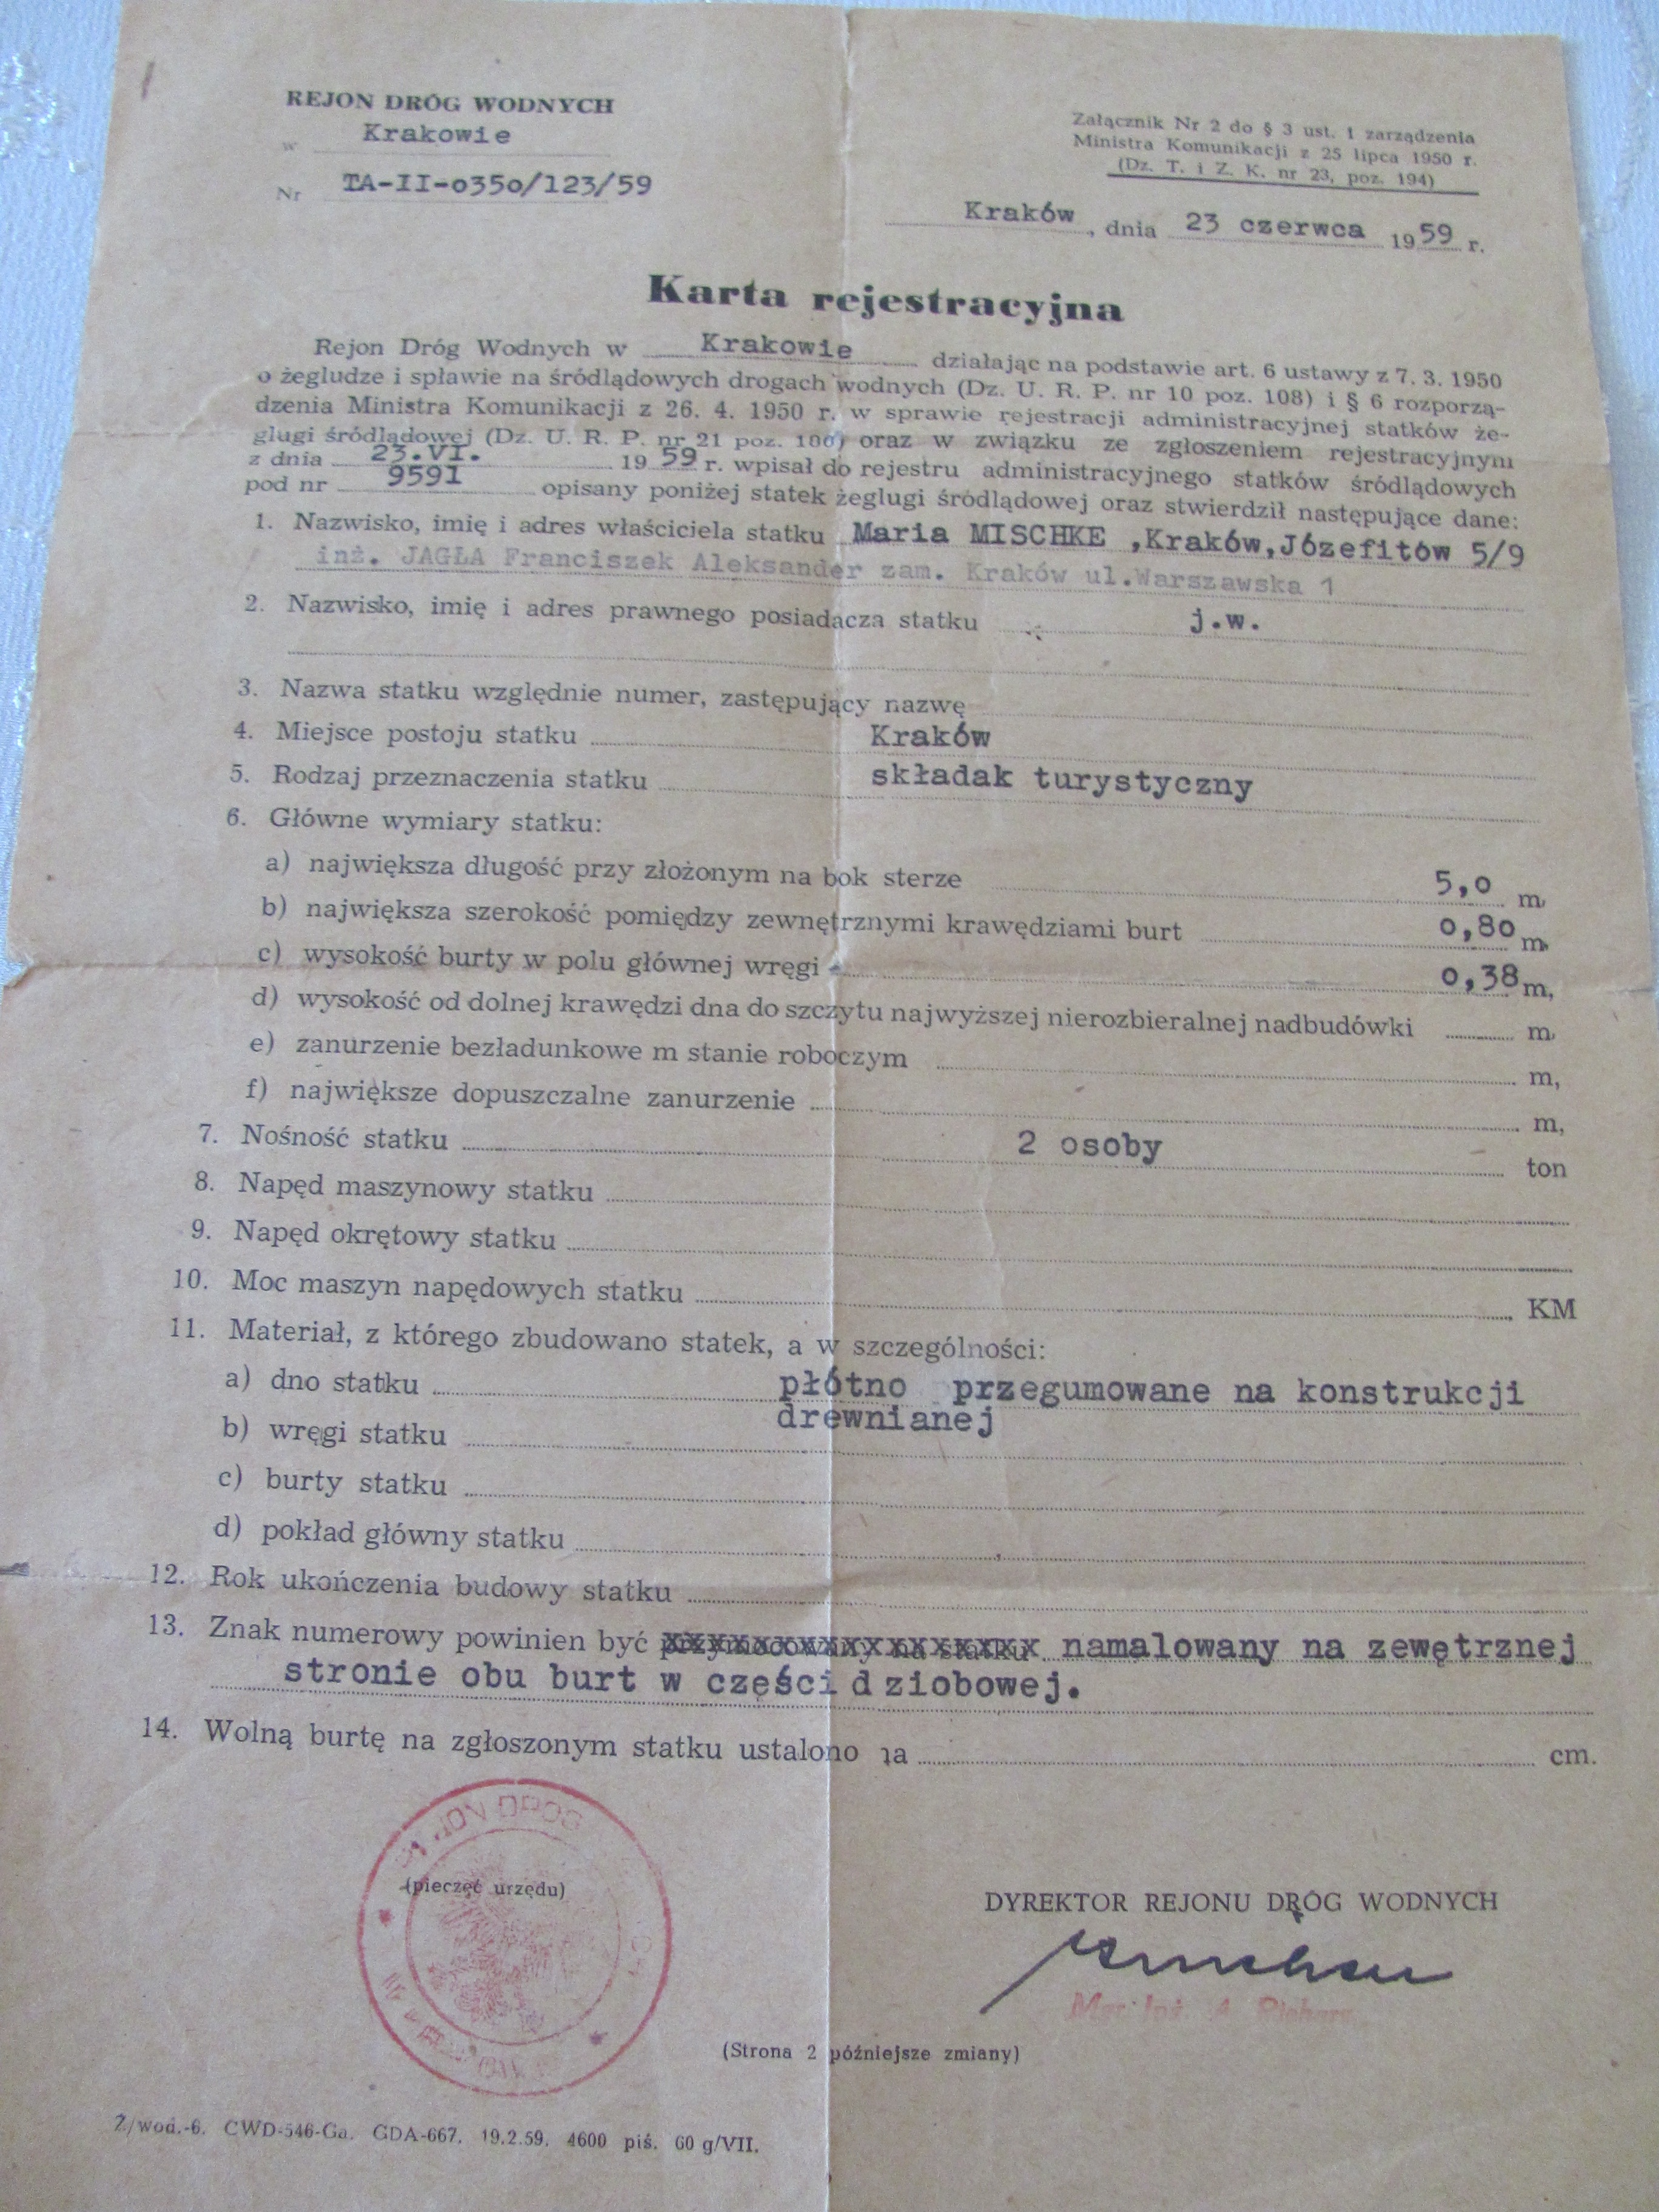 REJON DRÓG WODNYCH
w Krakowie
Nr TA-II-o35o/123/59
Załącznik Nr 2 do § 3 ust. 1 zarządzenia
Ministra Komunikacji z 25 lipca 1950 r.
(Dz. T. i Z. K. nr 23, poz. 194)
Kraków, dnia 23 czerwca 1959 r.
Karta rejestracyjna
Rejon Dróg Wodnych w Krakowie działając na podstawie art. 6 ustawy z 7. 3. 1950
o żegludze i spławie na śródlądowych drogach wodnych (Dz. U. R. P. nr 10 poz. 108) i § 6 rozporzą-
dzenia Ministra Komunikacji z 26. 4. 1950 r. w sprawie rejestracji administracyjnej statków że-
glugi śródlądowej (Dz. U. R. P. nr 21 poz. 106) oraz w związku ze zgłoszeniem rejestracyjnym
z dnia 23.VI. 1959 r. wpisał do rejestru administracyjnego statków śródlądowych
pod nr 9591 opisany poniżej statek żeglugi śródlądowej oraz stwierdził następujące dane:
1. Nazwisko, imię i adres właściciela statku Maria MISCHKE ,Kraków,Józefitów 5/9
inż. JAGŁA Franciszek Aleksander zam. Kraków ul.Warszawska 1
2. Nazwisko, imię i adres prawnego posiadacza statku j.w.
3. Nazwa statku względnie numer, zastępujący nazwę
4. Miejsce postoju statku Kraków
5. Rodzaj przeznaczenia statku składak turystyczny
6. Główne wymiary statku:
a) największa długość przy złożonym na bok sterze 5,o m,
b) największa szerokość pomiędzy zewnętrznymi krawędziami burt o,8o m,
c) wysokość burty w polu głównej wręgi o,38 m,
d) wysokość od dolnej krawędzi dna do szczytu najwyższej nierozbieralnej nadbudówki m,
e) zanurzenie bezładunkowe m stanie roboczym m,
f) największe dopuszczalne zanurzenie m,
7. Nośność statku 2 osoby ton
8. Napęd maszynowy statku
9. Napęd okrętowy statku
10. Moc maszyn napędowych statku KM
11. Materiał, z którego zbudowano statek, a w szczególności:
a) dno statku płótno przegumowane na konstrukcji
drewnianej
b) wręgi statku
c) burty statku
d) pokład główny statku
12. Rok ukończenia budowy statku
13. Znak numerowy powinien być przymocowany na statku namalowany na zewętrznej
stronie obu burt w części dziobowej.
14. Wolną burtę na zgłoszonym statku ustalono na cm.
(pieczęć urzędu)
DYREKTOR REJONU DRÓG WODNYCH
Mgr Inż. A.
(Strona 2 późniejsze zmiany)
Ż/wod.-6. CWD-546-Ga. GDA-667. 19.2.59. 4600 piś. 60 g/VII.